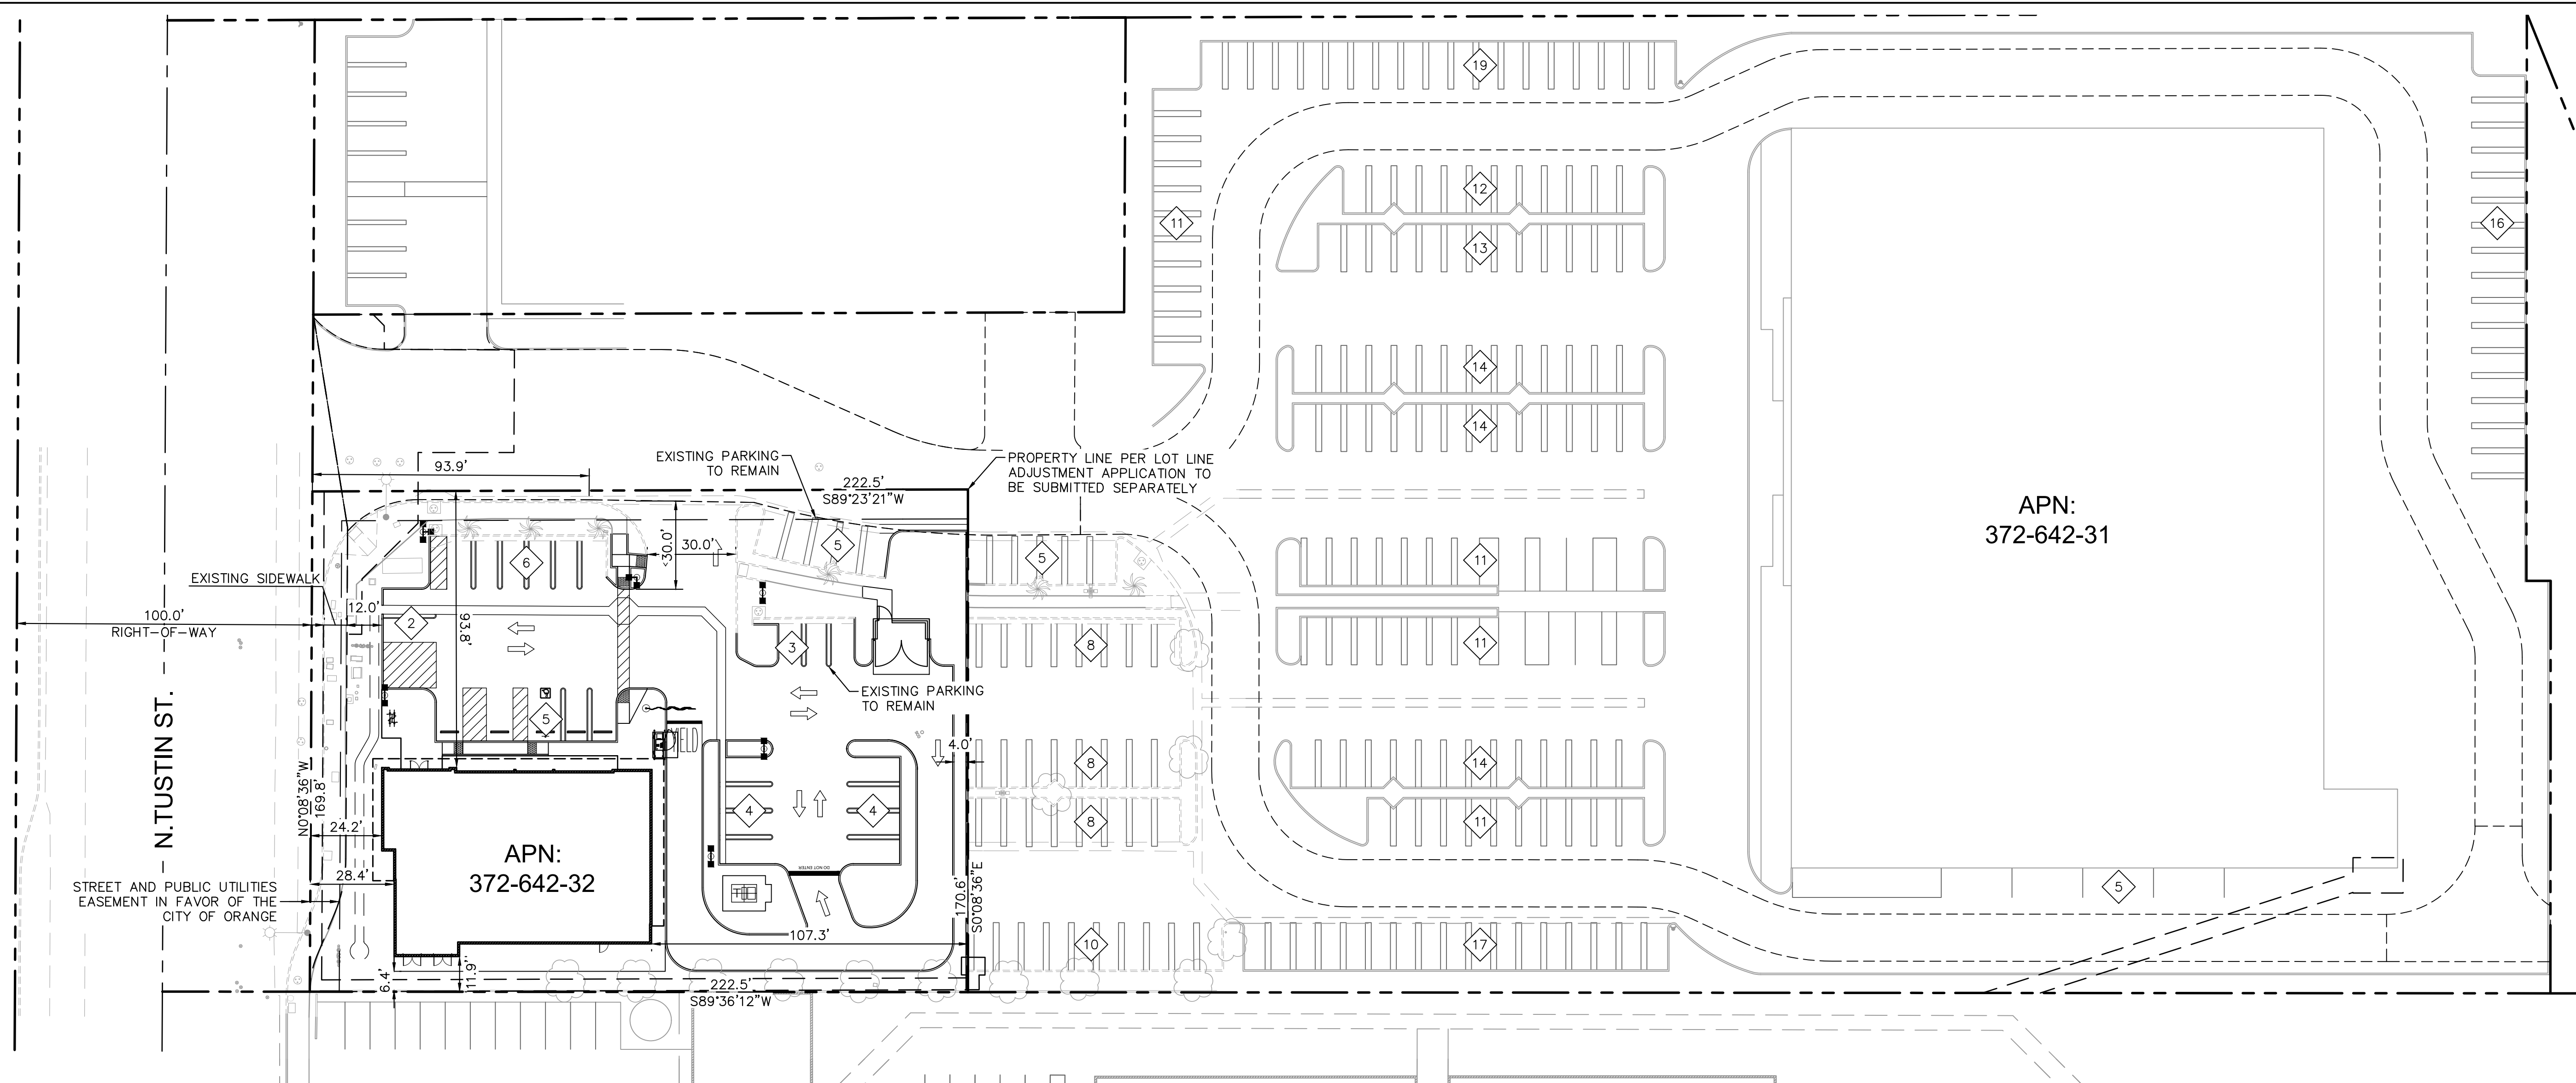 19
12
11
13
16
14
14
93.9'
EXISTING PARKING
TO REMAIN
222.5'
S89°23'21"W
PROPERTY LINE PER LOT LINE
ADJUSTMENT APPLICATION TO
BE SUBMITTED SEPARATELY
APN:
372-642-31
<30.0'
30.0'
5
5
6
11
EXISTING SIDEWALK
100.0'
RIGHT-OF-WAY
12.0'
2
93.8'
3
8
11
EXISTING PARKING
TO REMAIN
5
N.TUSTIN ST.
4.0'
8
14
N0°08'36"W
169.8'
24.2'
4
4
8
11
APN:
372-642-32
DO NOT ENTER
28.4'
STREET AND PUBLIC UTILITIES
EASEMENT IN FAVOR OF THE
CITY OF ORANGE
170.6'
S0°08'36"E
5
107.3'
10
17
6.4'
11.9'
222.5'
S89°36'12"W